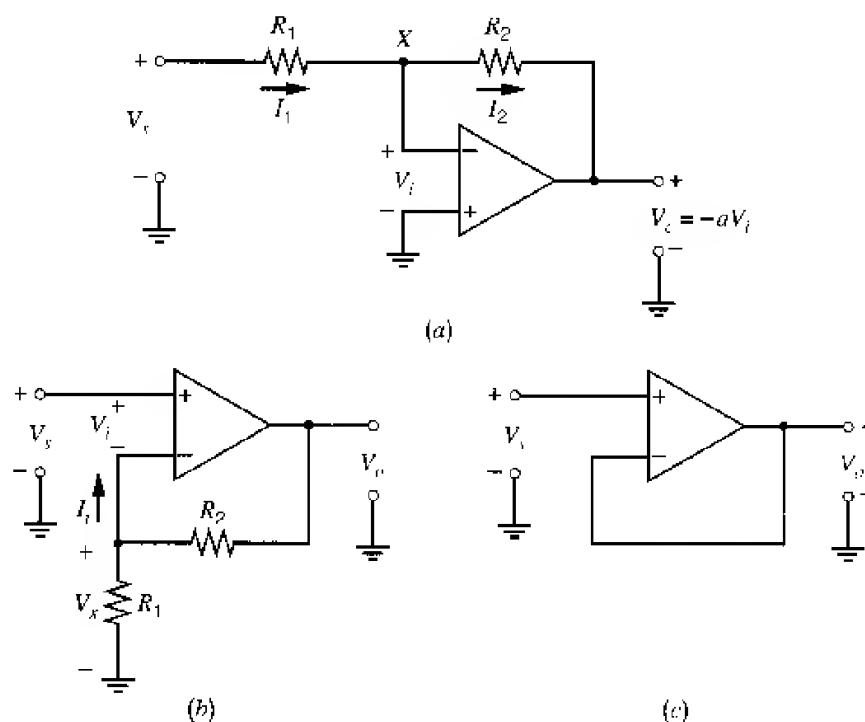 R1 X R2
+ I1 I2
Vs + −
− Vi
− + +
Vo = −aVi
−
(a)
+ + +
Vs Vi
− − − Vo
Ii R2
+
Vx R1
−
(b)
+ + +
Vs
− − Vo
−
(c)